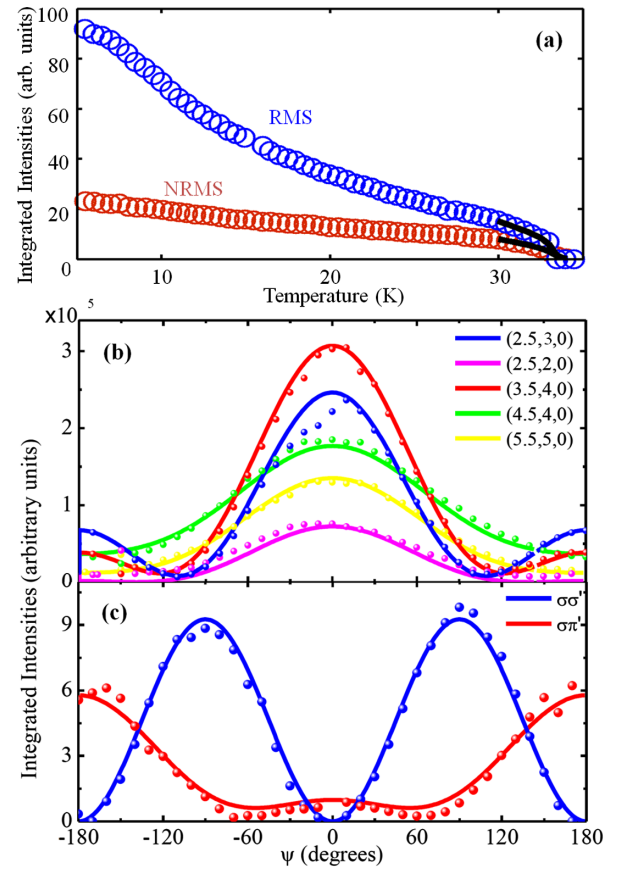 100
80
60
40
20
0
Integrated Intensities (arb. units)
(a)
RMS
NRMS
10 20 30
Temperature (K)
x10 5
3
2
1
0
Integrated Intensities (arbitrary units)
(b)
(2.5,3,0)
(2.5,2,0)
(3.5,4,0)
(4.5,4,0)
(5.5,5,0)
(c)
σσ'
σπ'
9
6
3
0
-180 -120 -60 0 60 120 180
ψ (degrees)